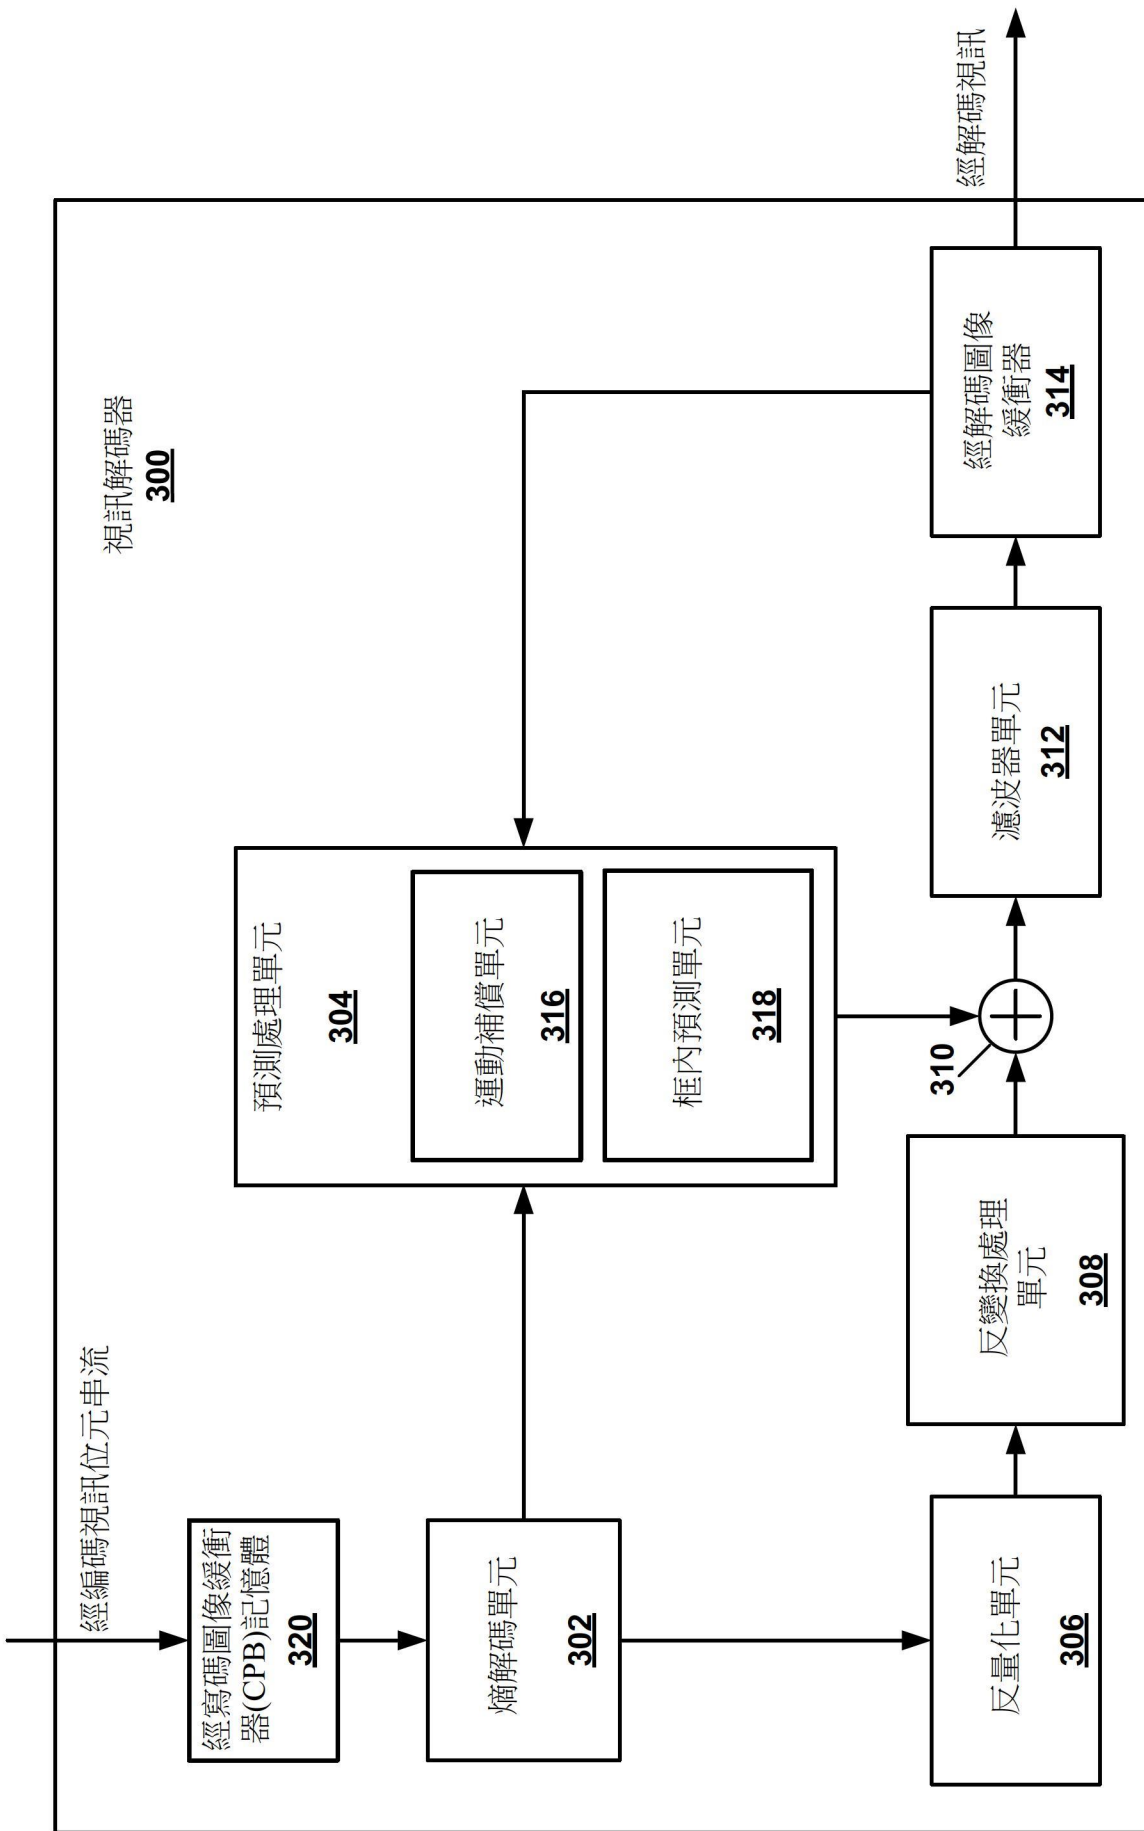 經編碼視訊位元串流
視訊解碼器
300
經寫碼圖像緩衝
器(CPB)記憶體
320
熵解碼單元
302
預測處理單元
304
運動補償單元
316
框內預測單元
318
反量化單元
306
反變換處理
單元
308
310
濾波器單元
312
經解碼圖像
緩衝器
314
經解碼視訊